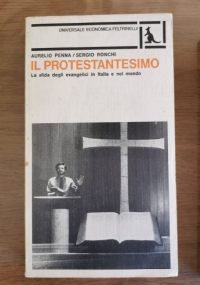 UNIVERSALE ECONOMICA FELTRINELLI
AURELIO PENNA/SERGIO RONCHI
IL PROTESTANTESIMO
La sfida degli evangelici in Italia e nel mondo